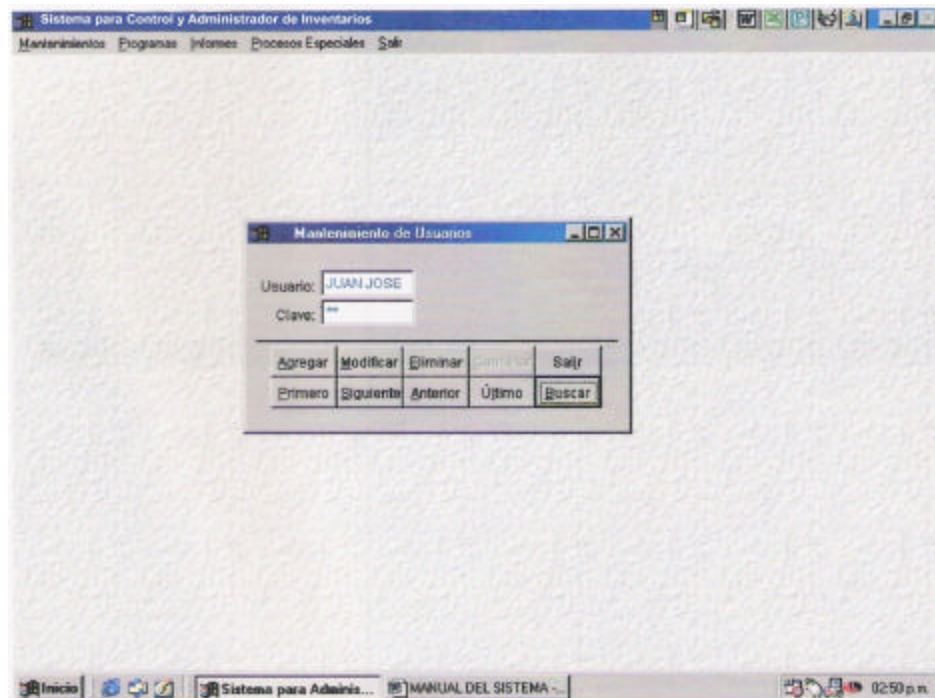 Sistema para Control y Administrador de Inventarios
Mantenimientos Programas Informes Procesos Especiales Salir
Mantenimiento de Usuarios
Usuario: JUAN JOSE
Clave: **
Agregar Modificar Eliminar Cancelar Salir
Primero Siguiente Anterior Último Buscar
Inicio Sistema para Adminis... MANUAL DEL SISTEMA -... 02:50 p.m.